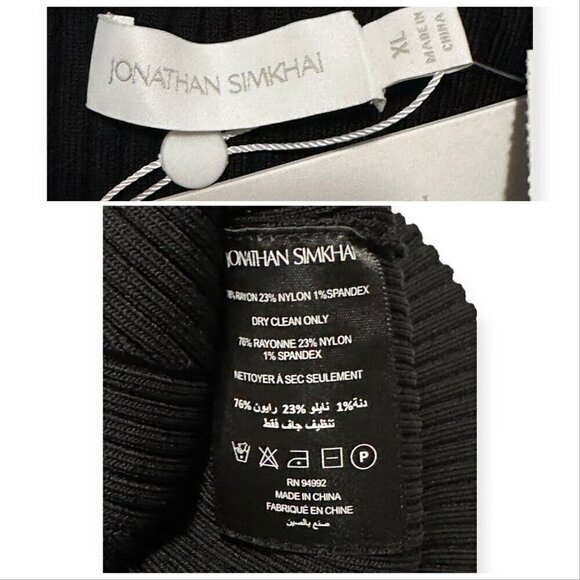 JONATHAN SIMKHAI
XL
MADE IN
CHINA
JONATHAN SIMKHAI
76% RAYON 23% NYLON 1% SPANDEX
DRY CLEAN ONLY
76% RAYONNE 23% NYLON
1% SPANDEX
NETTOYER À SEC SEULEMENT
76% رايون 23% نايلو 1% دنة
تنظيف جاف فقط
P
RN 94992
MADE IN CHINA
FABRIQUÉ EN CHINE
صنع بالصين